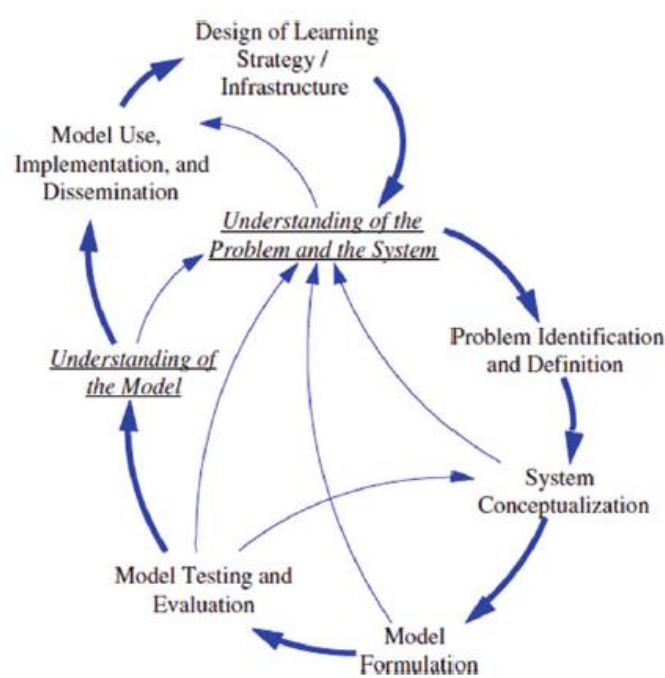 Design of Learning
Strategy /
Infrastructure
Model Use,
Implementation, and
Dissemination
Understanding of the
Problem and the System
Problem Identification
and Definition
Understanding of
the Model
System
Conceptualization
Model Testing and
Evaluation
Model
Formulation